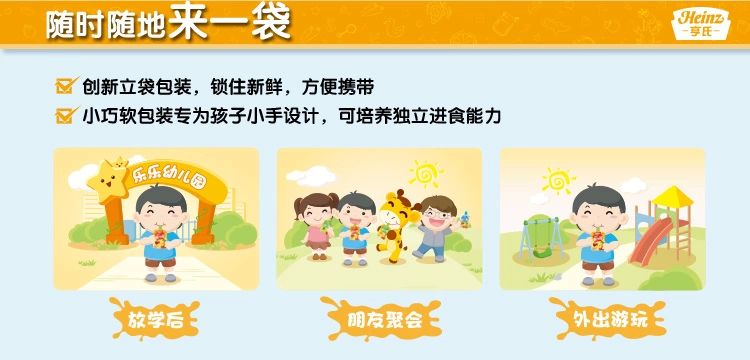 随时随地来一袋
Heinz
亨氏
创新立袋包装，锁住新鲜，方便携带
小巧软包装专为孩子小手设计，可培养独立进食能力
乐乐幼儿园
放学后
朋友聚会
外出游玩